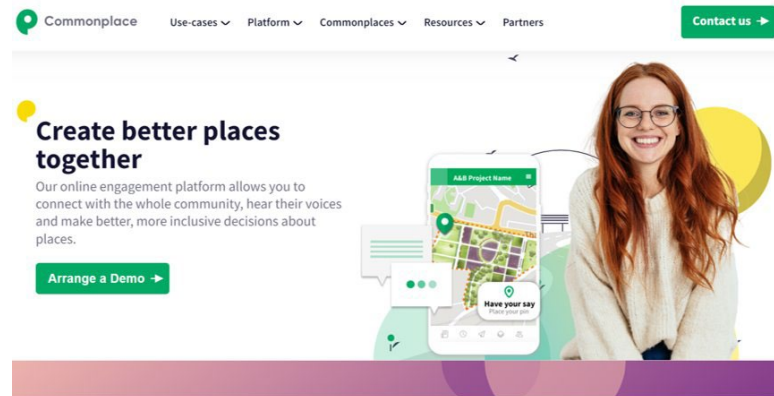 Commonplace
Use-cases Platform Commonplaces Resources Partners
Contact us
Create better places
together
Our online engagement platform allows you to
connect with the whole community, hear their voices
and make better, more inclusive decisions about
places.
Arrange a Demo
A&B Project Name
Have your say
Place your pin